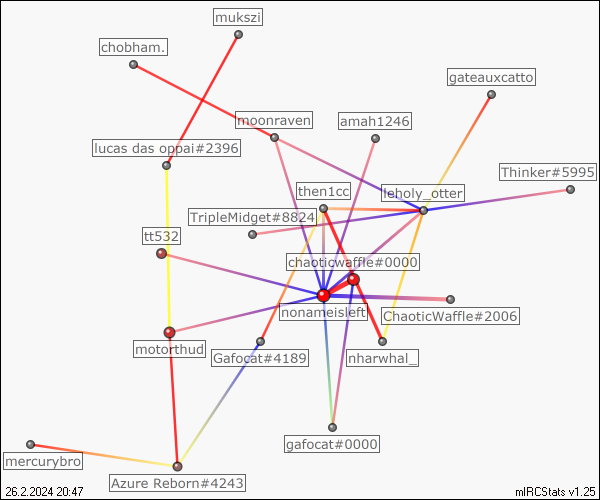 mukszi
chobham.
gateauxcatto
moonraven
amah1246
lucas das oppai#2396
Thinker#5995
then1cc
leholy_otter
TripleMidget#8824
tt532
chaoticwaffle#0000
nonameisleft
ChaoticWaffle#2006
motorthud
Gafocat#4189
nharwhal_
gafocat#0000
mercurybro
Azure Reborn#4243
26.2.2024 20:47
mIRCStats v1.25